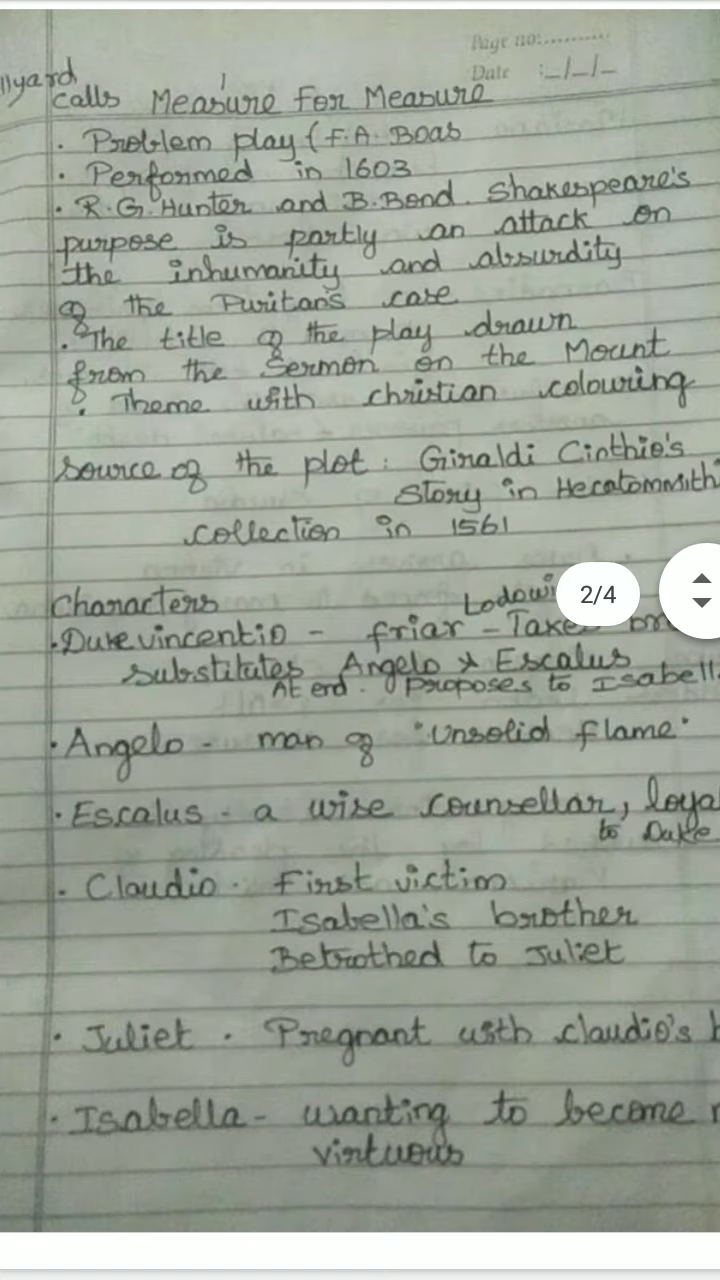 Page no:..........
Date :_/_/_
llyard
calls Measure For Measure
. Problem play (F.A. Boas
. Performed in 1603
. R.G. Hunter and B. Bond. Shakespeare's
purpose is partly an attack on
the inhumanity and absurdity
of the Puritan's case
. The title of the play drawn
from the Sermon on the Mount
. Theme with christian colouring
Source of the plot : Giraldi Cinthio's
Story in Hecatommith
collection in 1561
Characters
Lodowi
2/4
. Duke vincentio - friar - Takes bro
substitutes Angelo & Escalus
At end. Proposes to Isabell
. Angelo - man of 'Unsolid flame'
. Escalus - a wise counsellar, loya
to Duke
. Claudio . First victim
Isabella's brother
Betrothed to Juliet
. Juliet . Pregnant with claudio's b
. Isabella - wanting to become n
virtuous